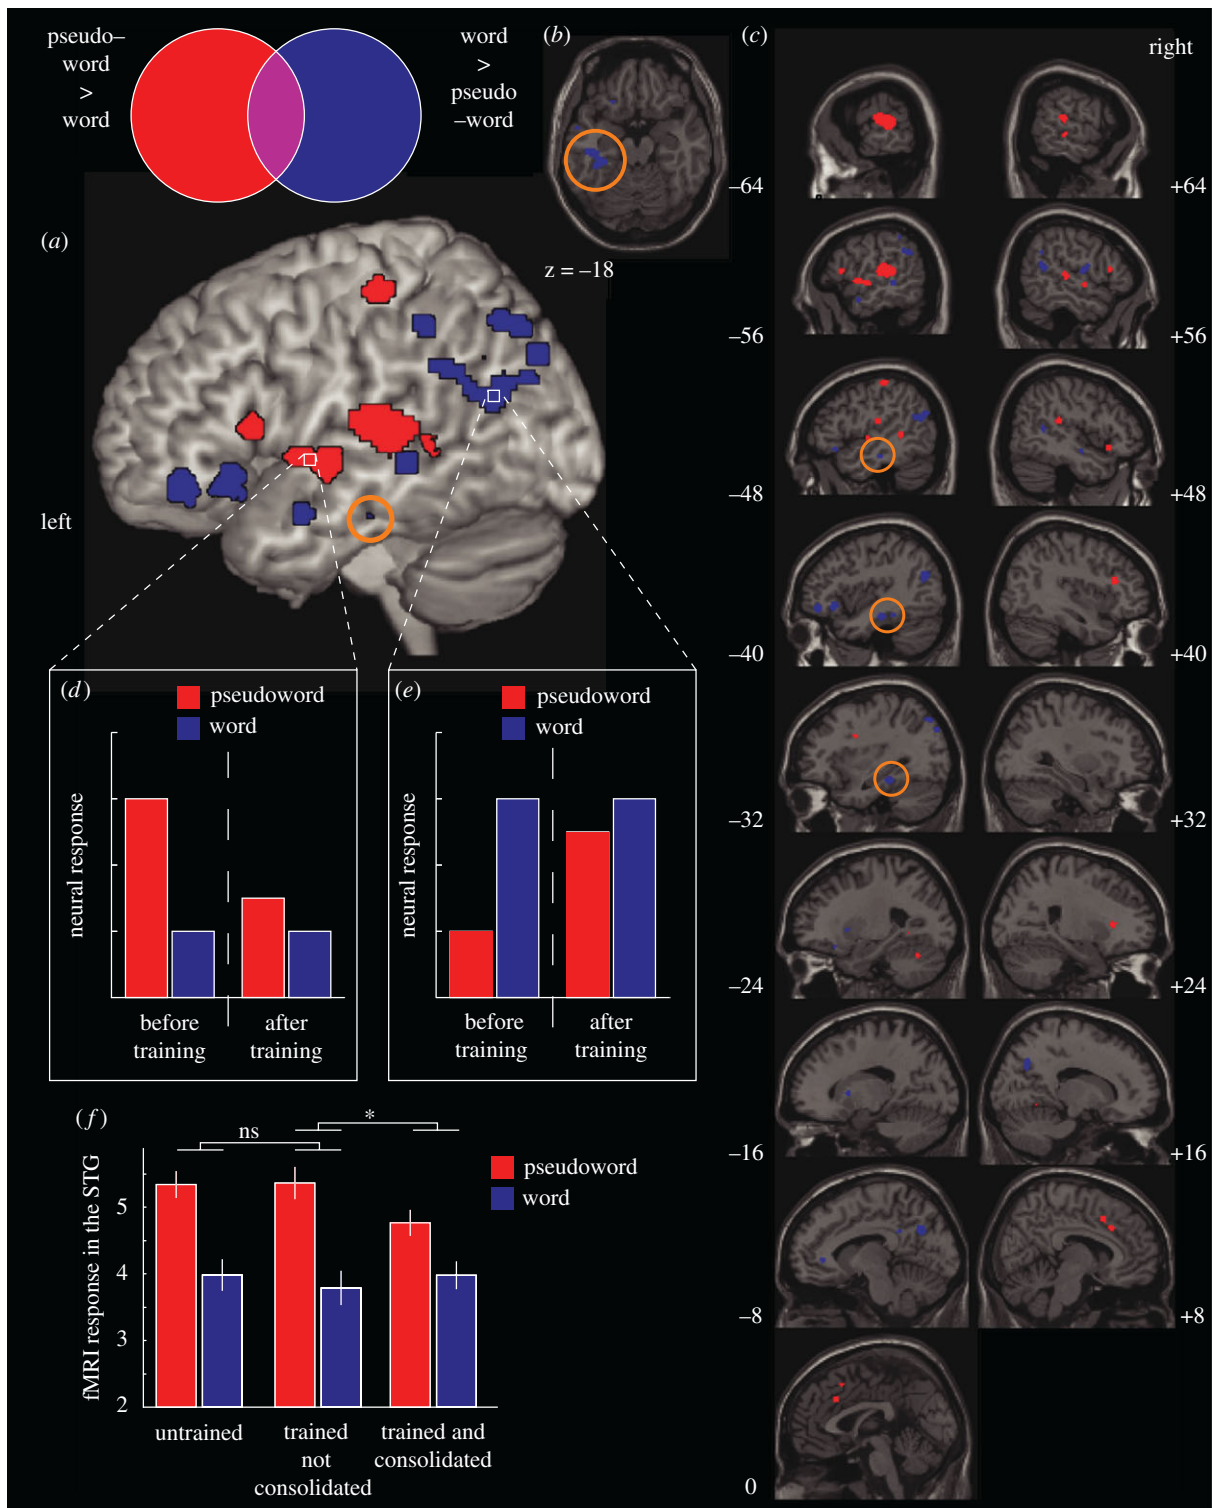 pseudo–
word
>
word
word
>
pseudo
–word
(b)
z = –18
(a)
left
(c)
right
–64
+64
–56
+56
–48
+48
–40
+40
–32
+32
–24
+24
–16
+16
–8
+8
0
(d)
pseudoword
word
neural response
before
training
after
training
(e)
pseudoword
word
neural response
before
training
after
training
(f)
ns
*
pseudoword
word
fMRI response in the STG
5
4
3
2
untrained
trained
not
consolidated
trained and
consolidated